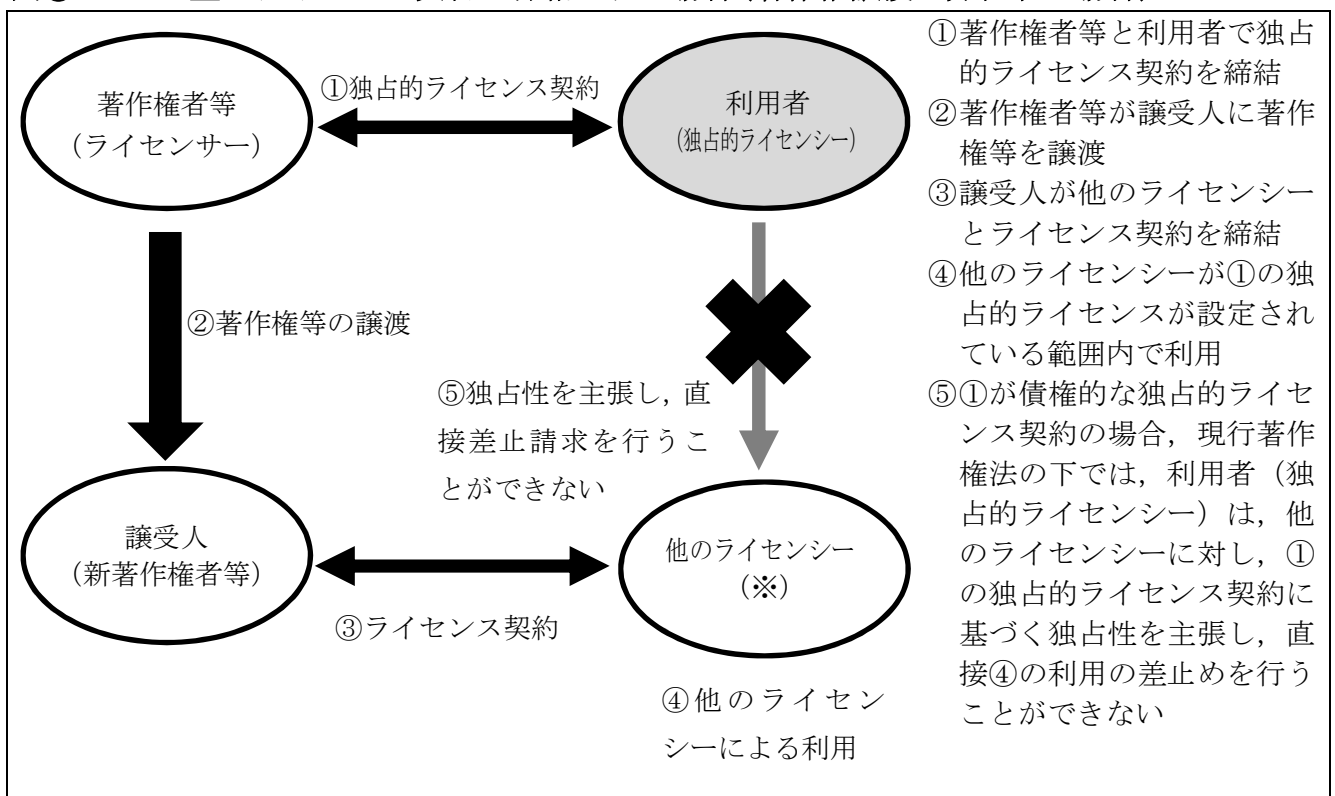 著作権者等
(ライセンサー)
①独占的ライセンス契約
利用者
(独占的ライセンシー)
②著作権等の譲渡
⑤独占性を主張し，直
接差止請求を行うこ
とができない
譲受人
(新著作権者等)
③ライセンス契約
他のライセンシー
(※)
④他のライセン
シーによる利用
①著作権者等と利用者で独占
的ライセンス契約を締結
②著作権者等が譲受人に著作
権等を譲渡
③譲受人が他のライセンシー
とライセンス契約を締結
④他のライセンシーが①の独
占的ライセンスが設定され
ている範囲内で利用
⑤①が債権的な独占的ライセ
ンス契約の場合，現行著作
権法の下では，利用者（独
占的ライセンシー）は，他
のライセンシーに対し，①
の独占的ライセンス契約に
基づく独占性を主張し，直
接④の利用の差止めを行う
ことができない